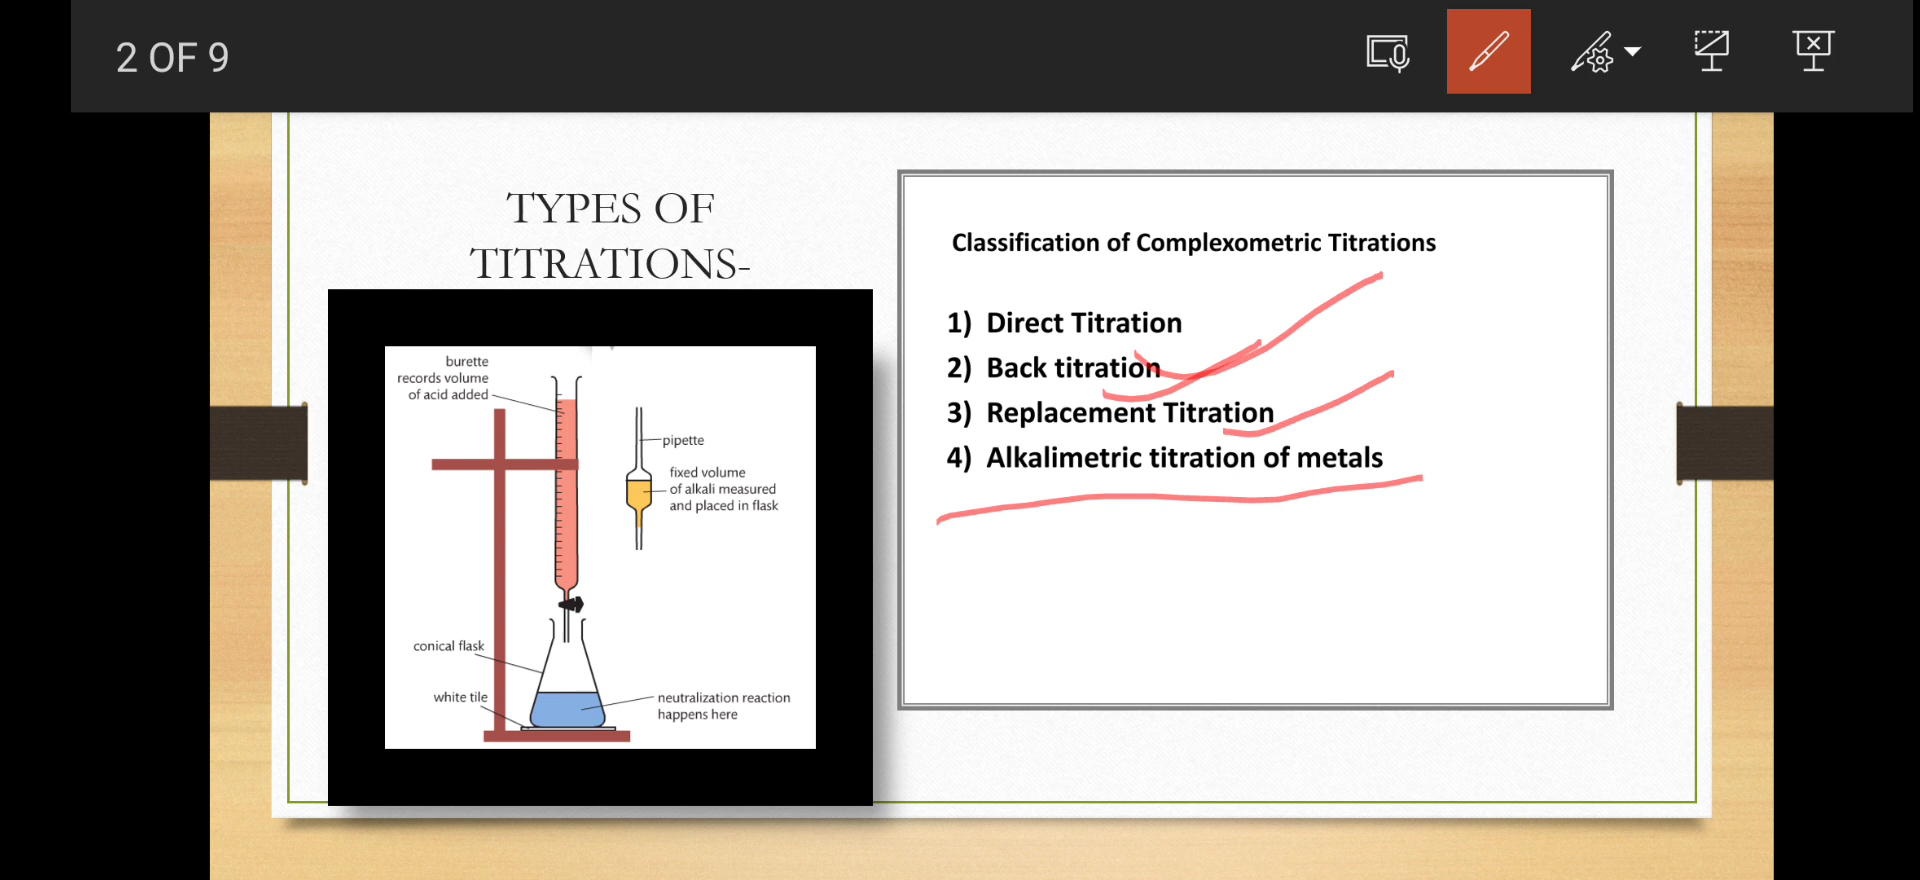 2 OF 9
TYPES OF
TITRATIONS-
burette
records volume
of acid added
pipette
fixed volume
of alkali measured
and placed in flask
conical flask
white tile
neutralization reaction
happens here
Classification of Complexometric Titrations
1) Direct Titration
2) Back titration
3) Replacement Titration
4) Alkalimetric titration of metals